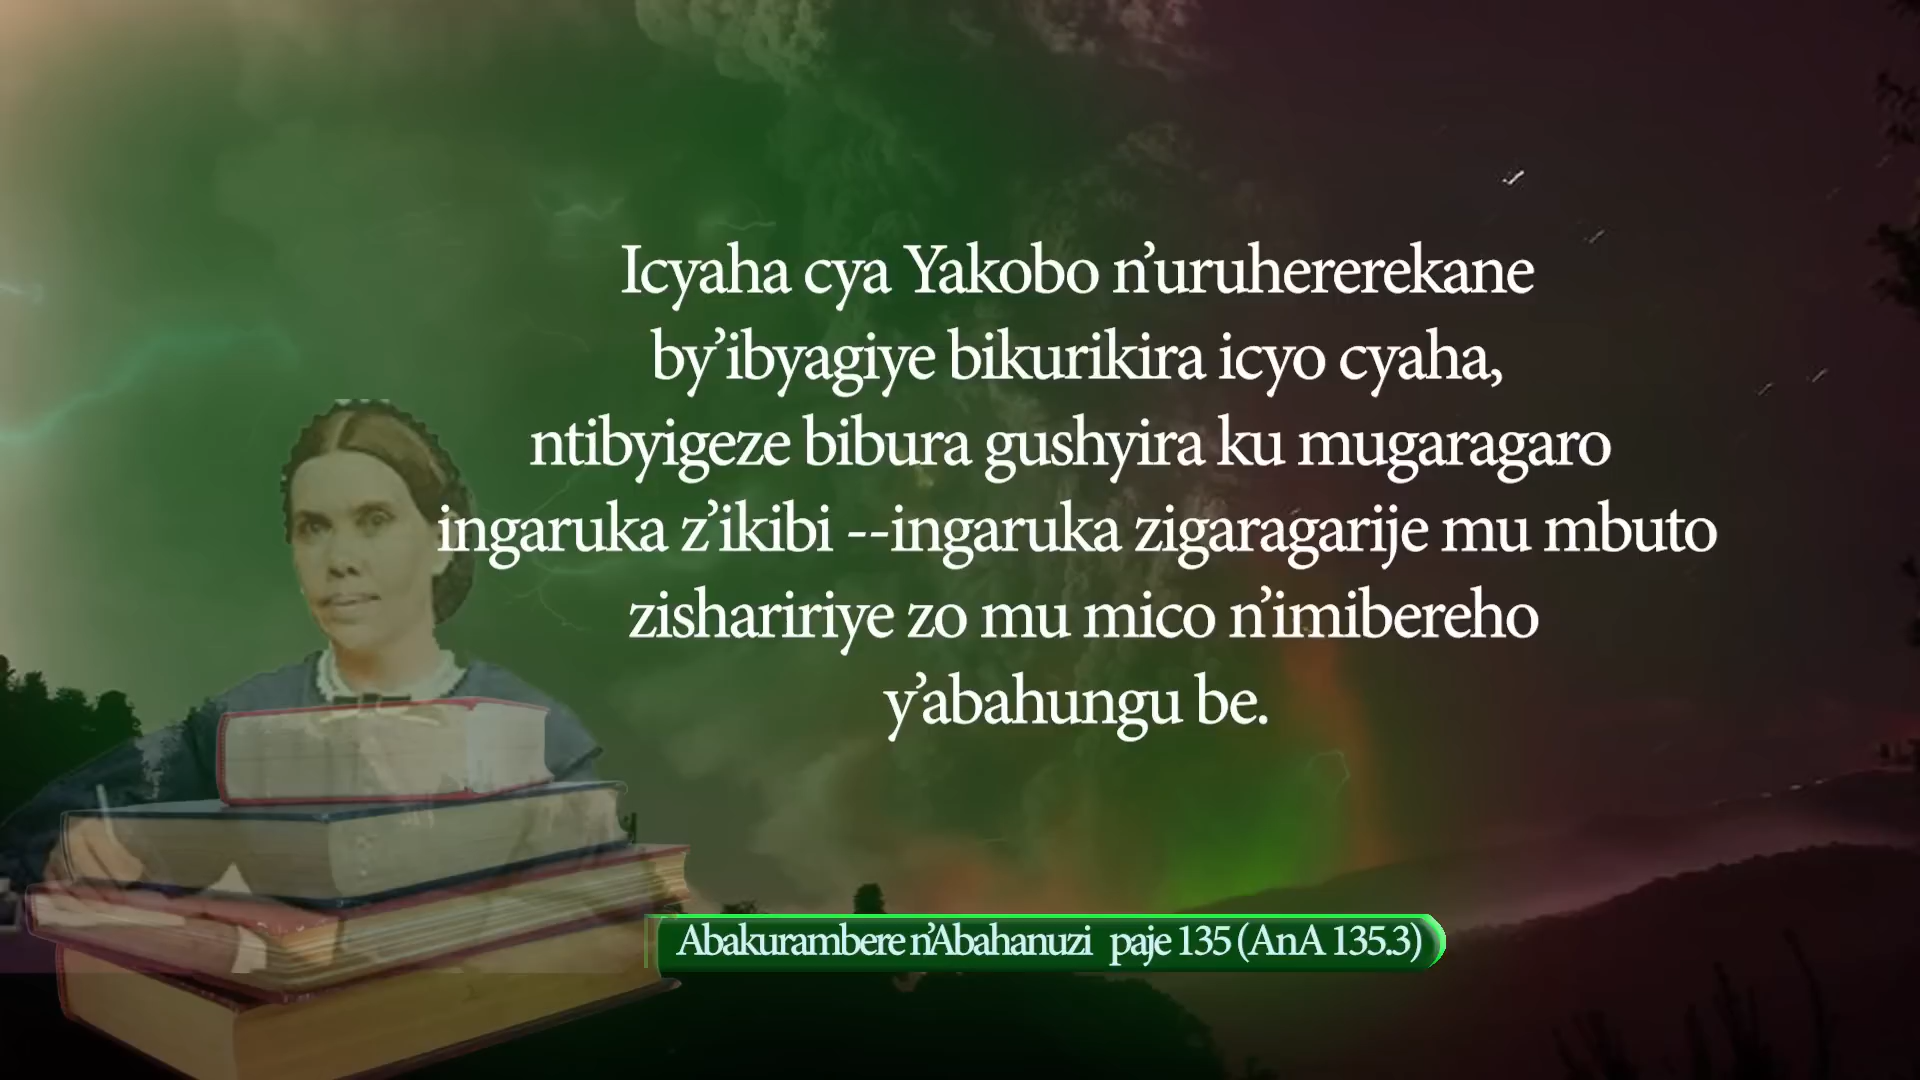 Icyaha cya Yakobo n’uruhererekane
by’ibyagiye bikurikira icyo cyaha,
ntibyigeze bibura gushyira ku mugaragaro
ingaruka z’ikibi --ingaruka zigaragarije mu mbuto
zishaririye zo mu mico n’imibereho
y’abahungu be.
Abakurambere n’Abahanuzi paje 135 (AnA 135.3)